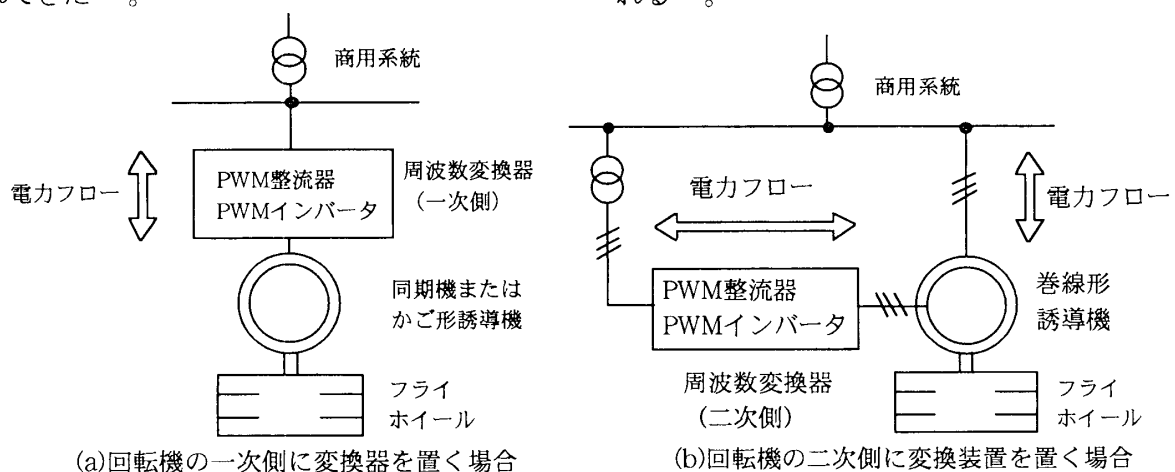 できた 。
れる 。
商用系統
電力フロー
PWM整流器
PWMインバータ
周波数変換器
(一次側)
同期機または
かご形誘導機
フライ
ホイール
(a)回転機の一次側に変換器を置く場合
商用系統
電力フロー
電力フロー
PWM整流器
PWMインバータ
巻線形
誘導機
周波数変換器
(二次側)
フライ
ホイール
(b)回転機の二次側に変換装置を置く場合